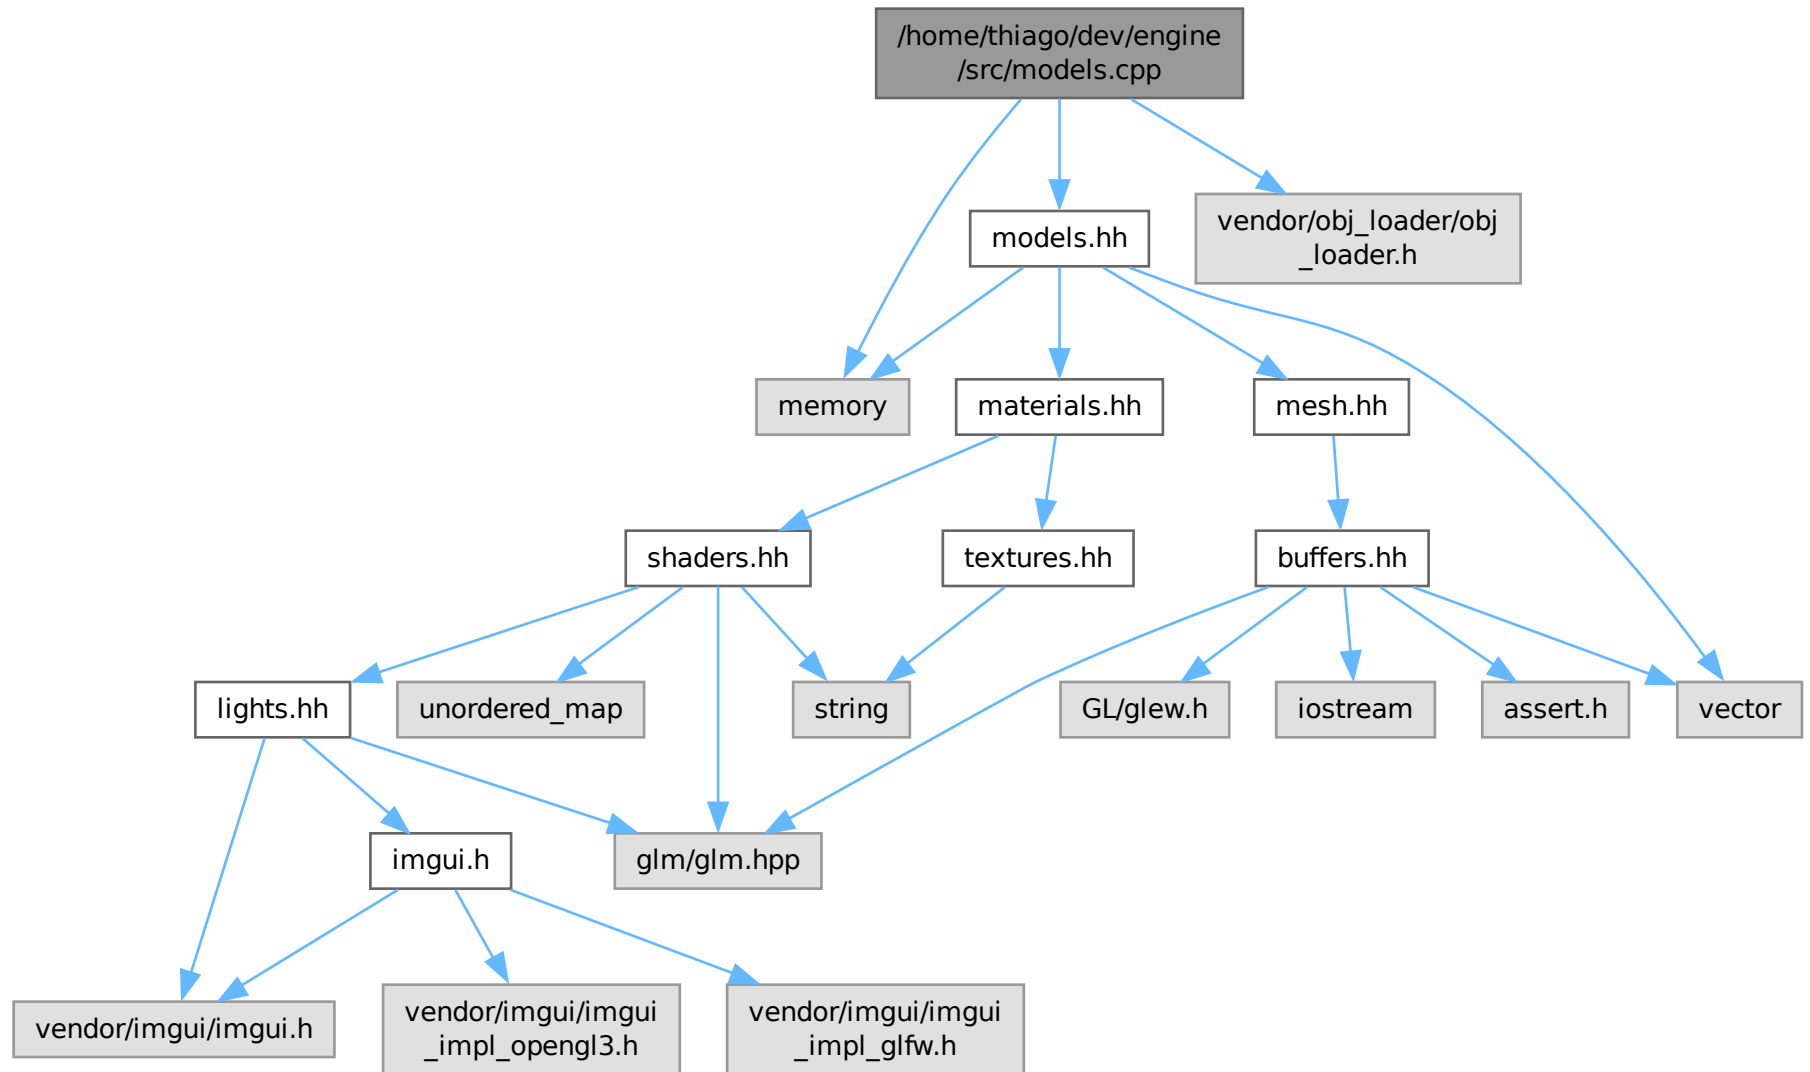 /home/thiago/dev/engine
/src/models.cpp
models.hh
vendor/obj_loader/obj
_loader.h
memory
materials.hh
mesh.hh
shaders.hh
textures.hh
buffers.hh
lights.hh
unordered_map
string
GL/glew.h
iostream
assert.h
vector
imgui.h
glm/glm.hpp
vendor/imgui/imgui.h
vendor/imgui/imgui
_impl_opengl3.h
vendor/imgui/imgui
_impl_glfw.h